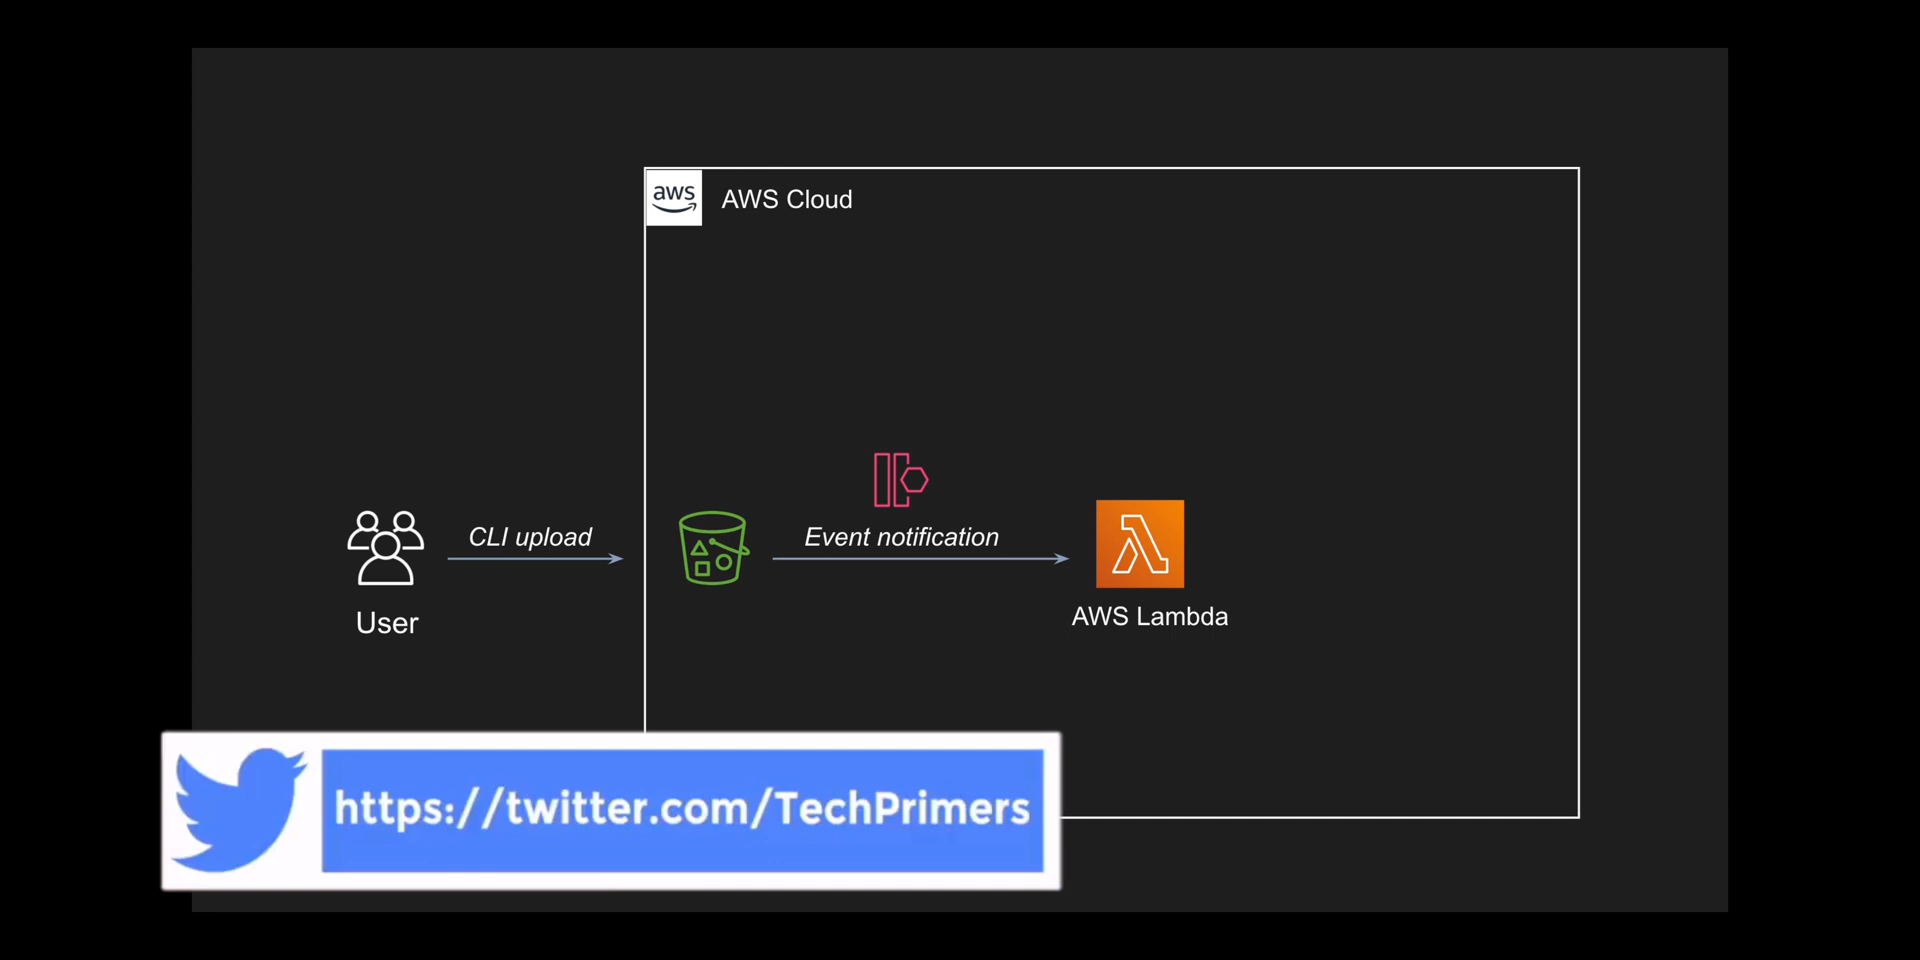 aws
AWS Cloud
CLI upload
Event notification
User
AWS Lambda
https://twitter.com/TechPrimers